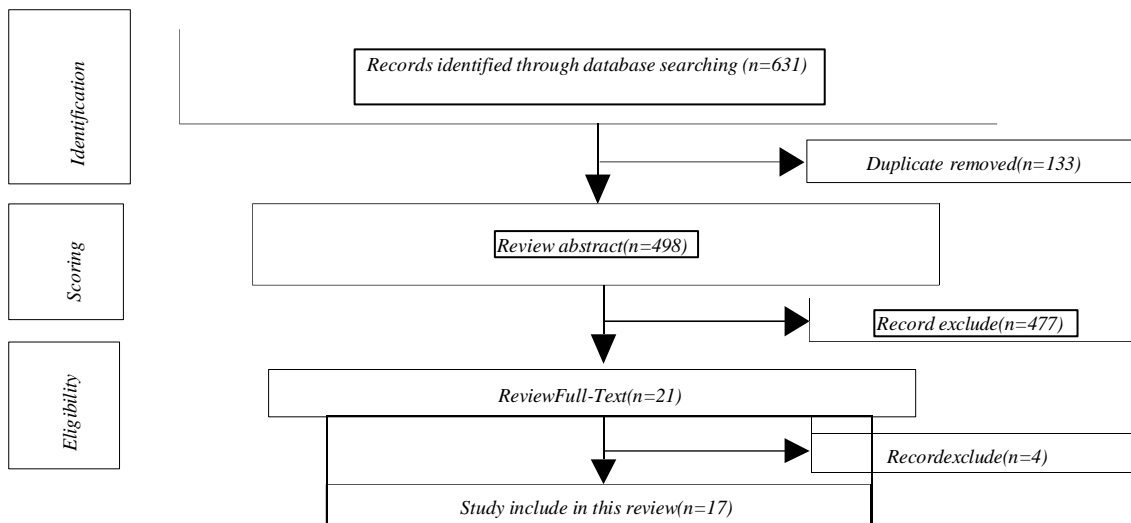 Identification
Records identified through database searching (n=631)
Duplicate removed(n=133)
Scoring
Review abstract(n=498)
Record exclude(n=477)
Eligibility
ReviewFull-Text(n=21)
Recordexclude(n=4)
Study include in this review(n=17)